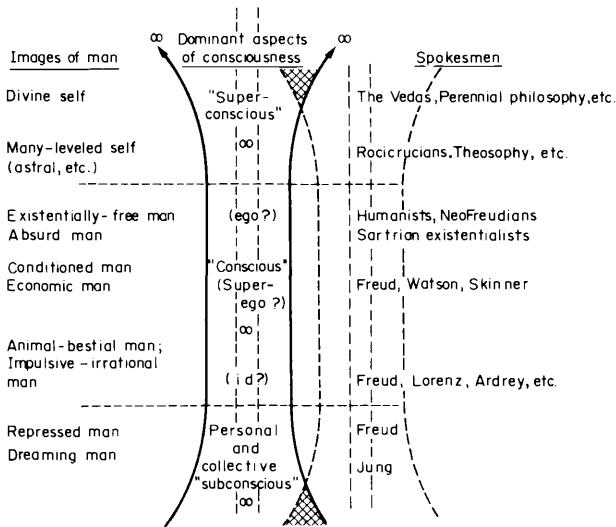 ∞ Dominant aspects ∞
Images of man of consciousness Spokesmen
Divine self "Super- The Vedas, Perennial philosophy, etc.
conscious"
Many-leveled self ∞ Rocicrucians. Theosophy, etc.
(astral, etc.)
Existentially-free man (ego?) Humanists, NeoFreudians
Absurd man Sartrian existentialists
Conditioned man "Conscious"
Economic man (Super- Freud, Watson, Skinner
ego?)
∞
Animal-bestial man;
Impulsive-irrational
man (id?) Freud, Lorenz, Ardrey, etc.
Repressed man Personal Freud
Dreaming man and
collective Jung
"subconscious"
∞